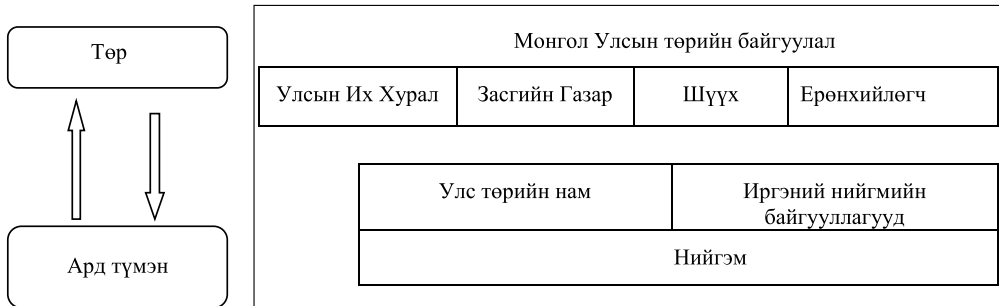 Төр
Ард түмэн
Монгол Улсын төрийн байгуулал
Улсын Их Хурал Засгийн Газар Шүүх Ерөнхийлөгч
Улс төрийн нам Иргэний нийгмийн
байгууллагууд
Нийгэм